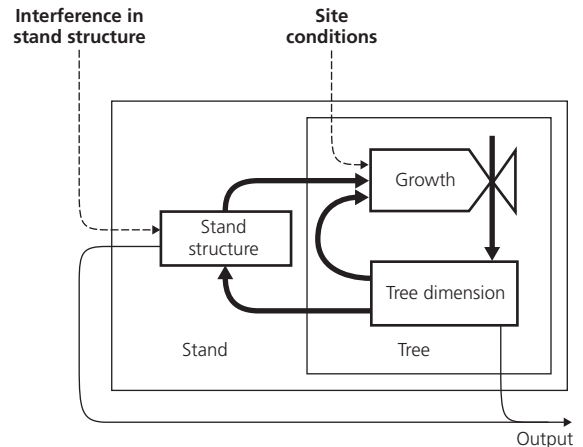 Interference in
stand structure
Site
conditions
Growth
Stand
structure
Tree dimension
Stand
Tree
Output